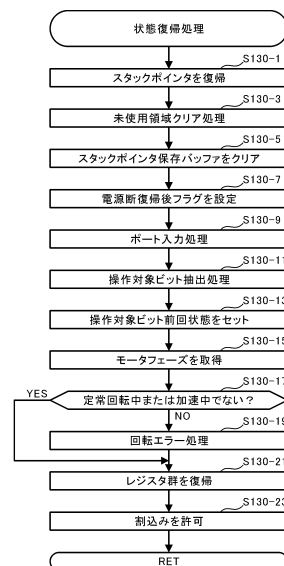 状態復帰処理
S130-1
スタックポインタを復帰
S130-3
未使用領域クリア処理
S130-5
スタックポインタ保存バッファをクリア
S130-7
電源断復帰後フラグを設定
S130-9
ポート入力処理
S130-11
操作対象ビット抽出処理
S130-13
操作対象ビット前回状態をセット
S130-15
モータフェーズを取得
S130-17
YES
定常回転中または加速中でない?
NO
S130-19
回転エラー処理
S130-21
レジスタ群を復帰
S130-23
割込みを許可
RET